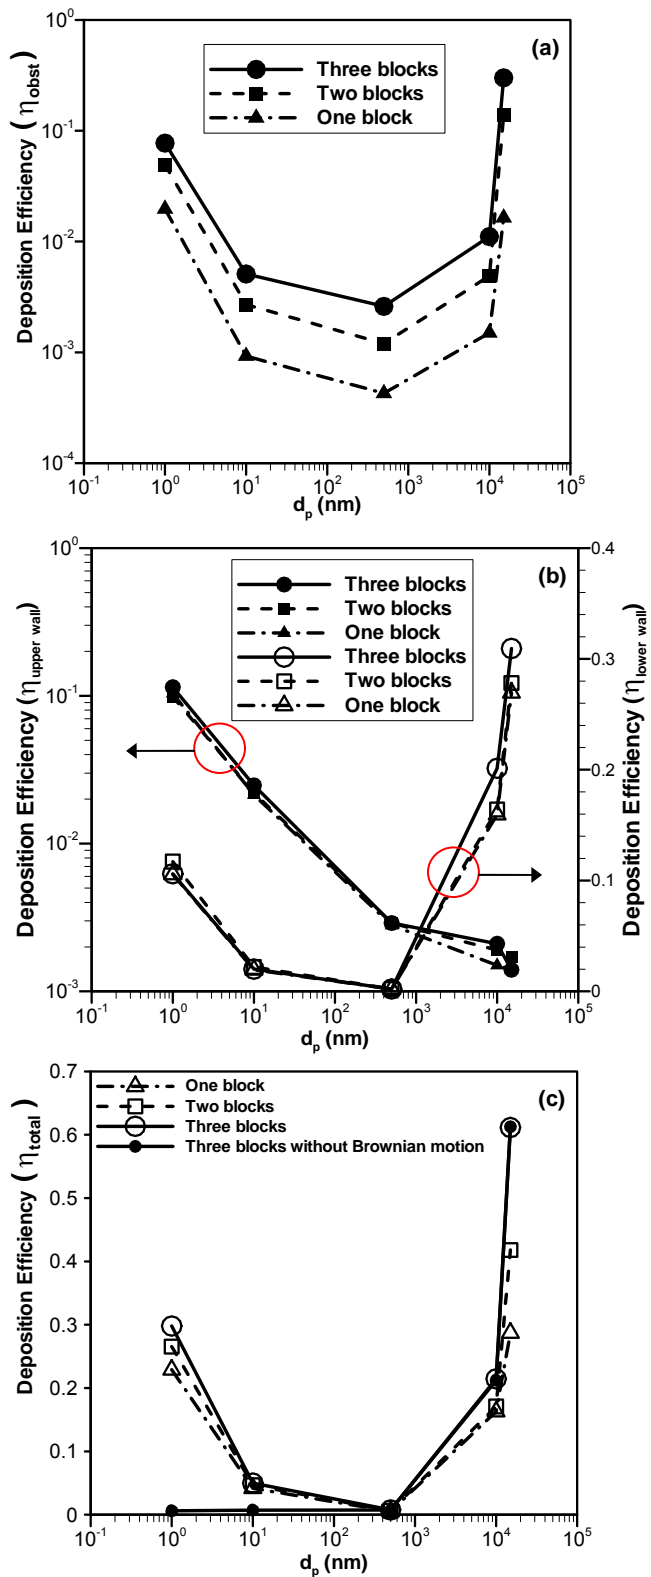 (a)
Three blocks
Two blocks
One block
Deposition Efficiency ( η_obst )
10^0
10^-1
10^-2
10^-3
10^-4
10^-1 10^0 10^1 10^2 10^3 10^4 10^5
d_p (nm)
(b)
Three blocks
Two blocks
One block
Three blocks
Two blocks
One block
Deposition Efficiency (η_upper wall)
10^0
10^-1
10^-2
10^-3
Deposition Efficiency (η_lower wall)
0.4
0.3
0.2
0.1
0
10^-1 10^0 10^1 10^2 10^3 10^4 10^5
d_p (nm)
(c)
One block
Two blocks
Three blocks
Three blocks without Brownian motion
Deposition Efficiency ( η_total )
0.7
0.6
0.5
0.4
0.3
0.2
0.1
0
10^-1 10^0 10^1 10^2 10^3 10^4 10^5
d_p (nm)